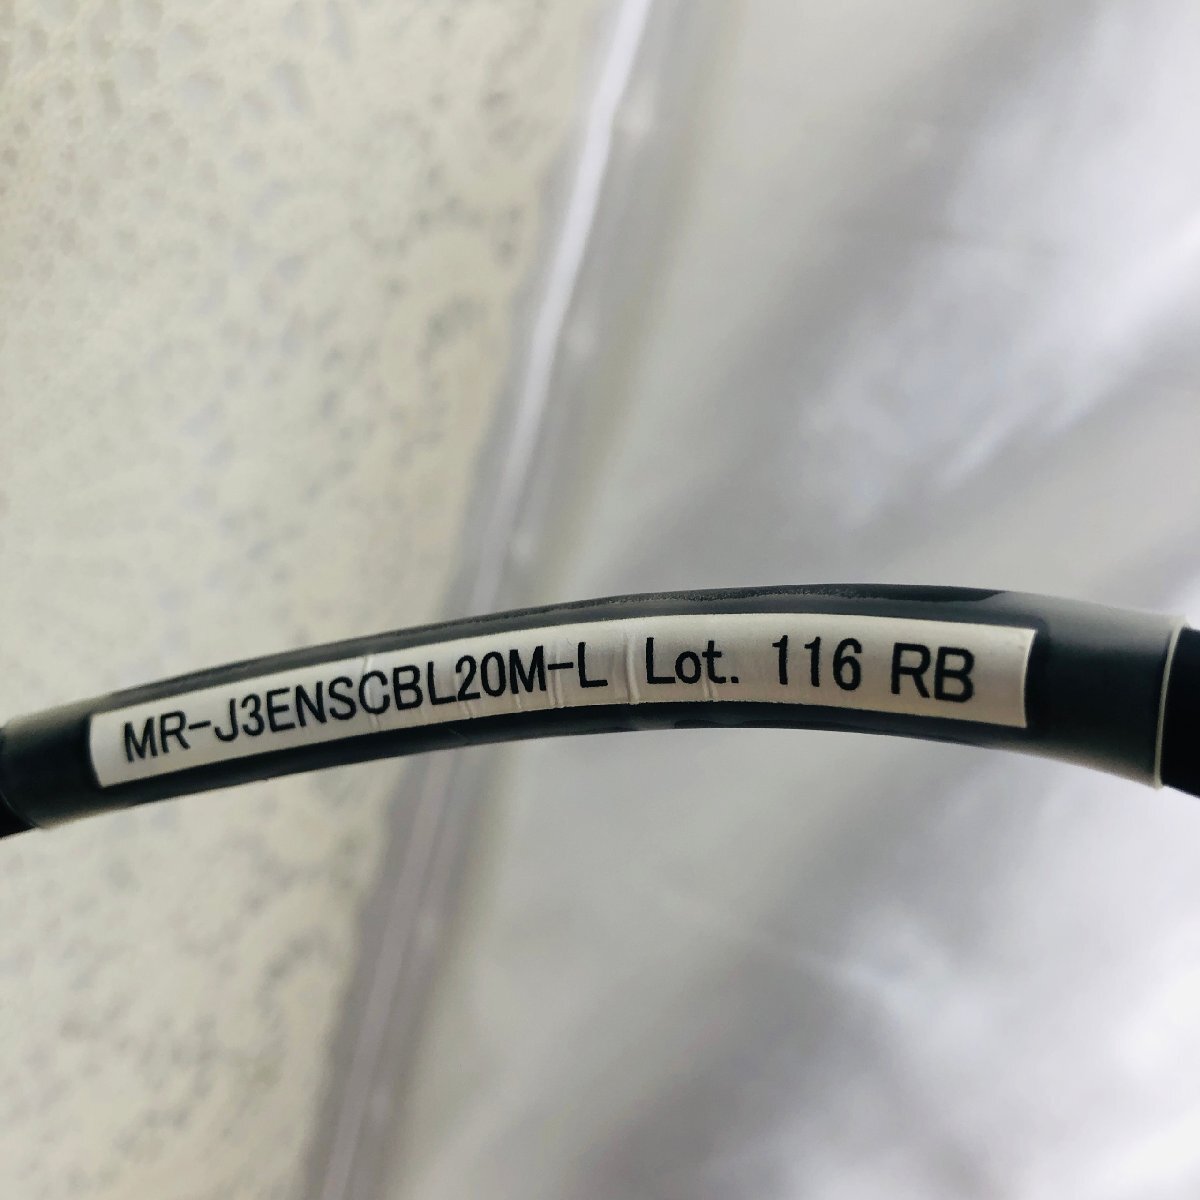 MR-J3ENSCBL20M-L Lot. 116 RB